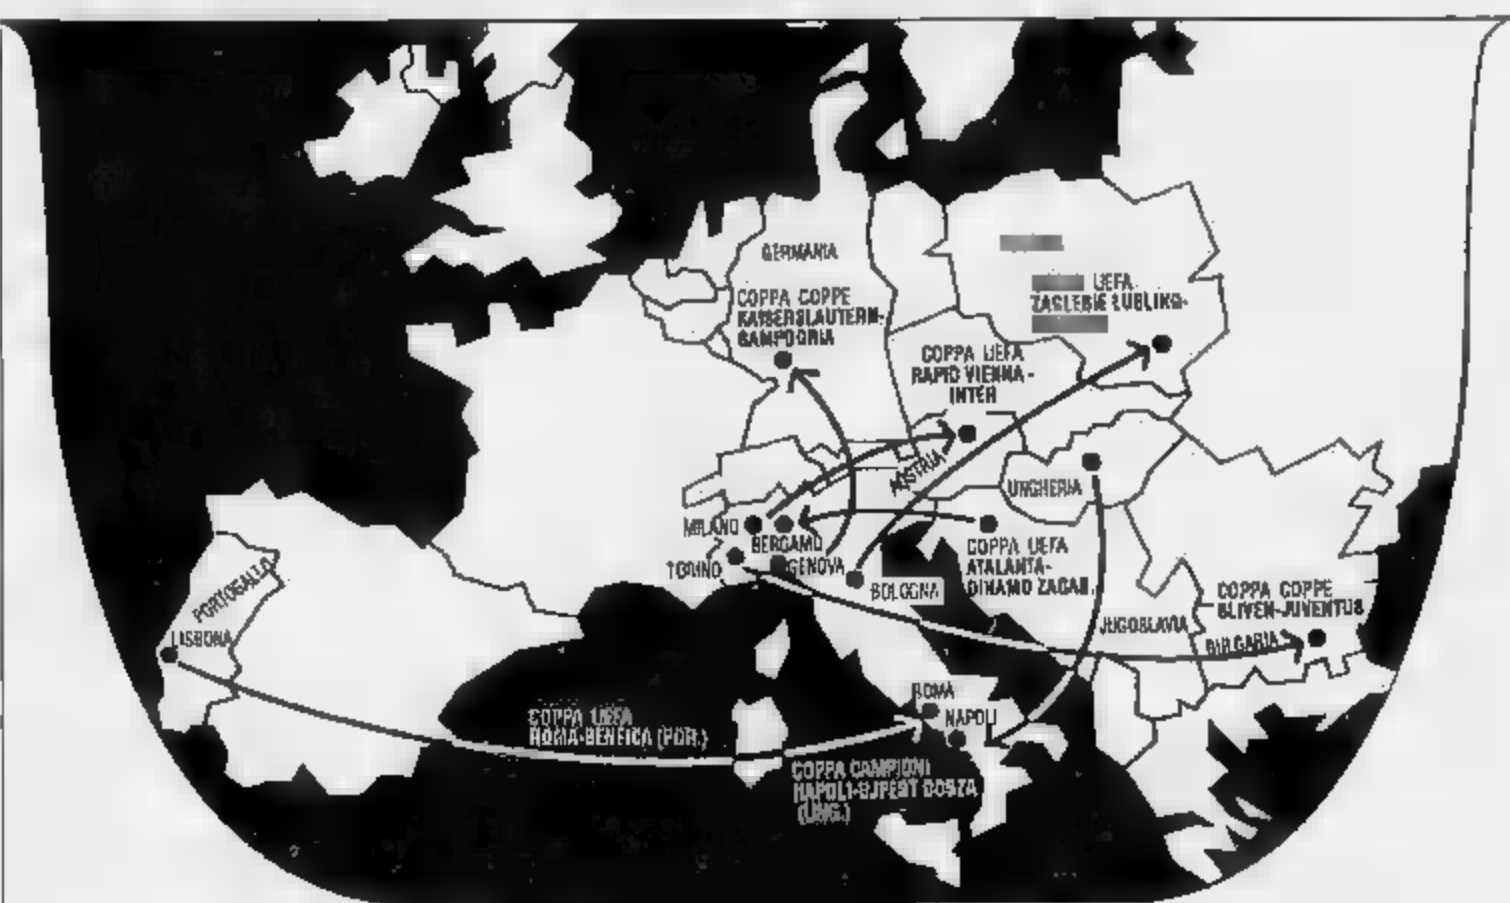 GERMANIA
COPPA COPPE
KAISERSLAUTERN-
SAMPDORIA
UEFA
ZAGLEBIE LUBLING-
COPPA UEFA
RAPID VIENNA-
INTER
AUSTRIA
UNGHERIA
MILANO
BERGAMO
TORINO
GENOVA
BOLOGNA
COPPA UEFA
ATALANTA-
DINAMO ZAGAB.
PORTOGALLO
LISBONA
JUGOSLAVIA
COPPA COPPE
SLIVEN-JUVENTUS
BULGARIA
ROMA
NAPOLI
COPPA UEFA
ROMA-BENFICA (POR.)
COPPA CAMPIONI
NAPOLI-UJPEST DOSZA
(UNG.)